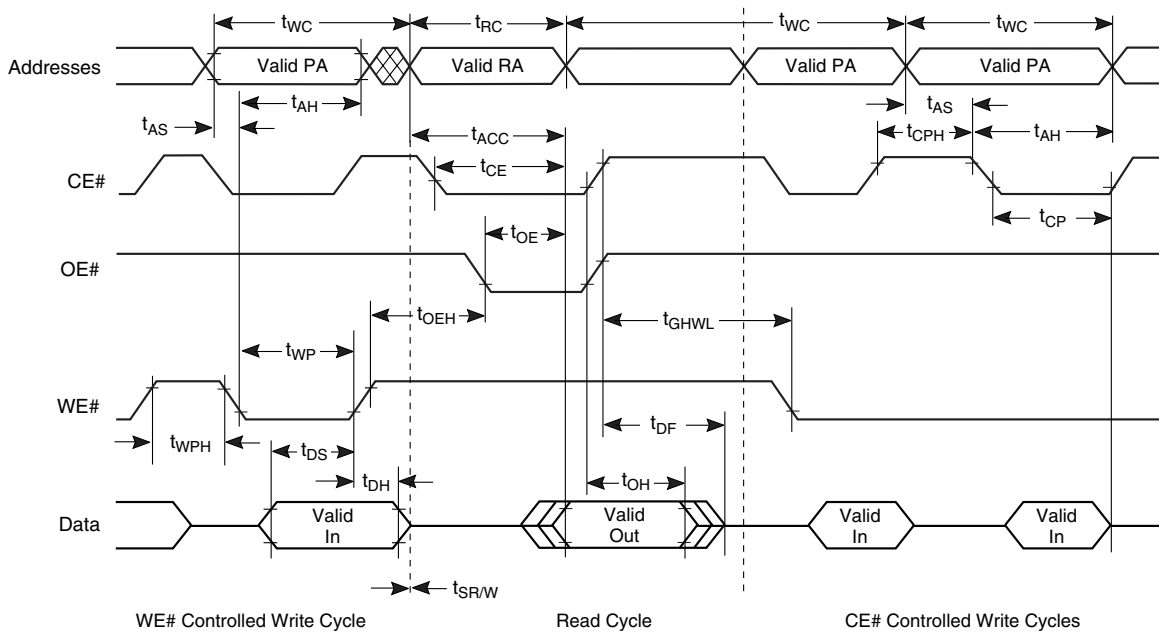 tWC tRC tWC tWC
Addresses Valid PA Valid RA Valid PA Valid PA
tAH tAS
tAS tACC tCPH tAH
CE# tCE
tOE tCP
OE#
tOEH tGHWL
tWP
WE#
tWPH tDS tDF
tDH tOH
Data Valid In Valid Out Valid In Valid In
tSR/W
WE# Controlled Write Cycle Read Cycle CE# Controlled Write Cycles